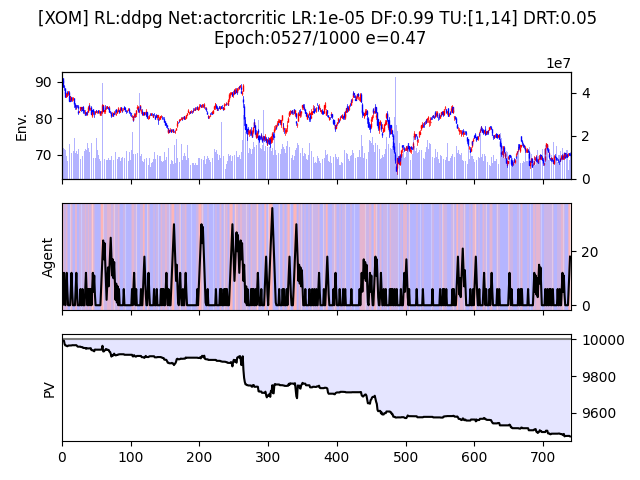 [XOM] RL:ddpg Net:actorcritic LR:1e-05 DF:0.99 TU:[1,14] DRT:0.05
Epoch:0527/1000 e=0.47
1e7
90
80
70
Env.
4
2
0
Agent
20
0
PV
10000
9800
9600
0 100 200 300 400 500 600 700